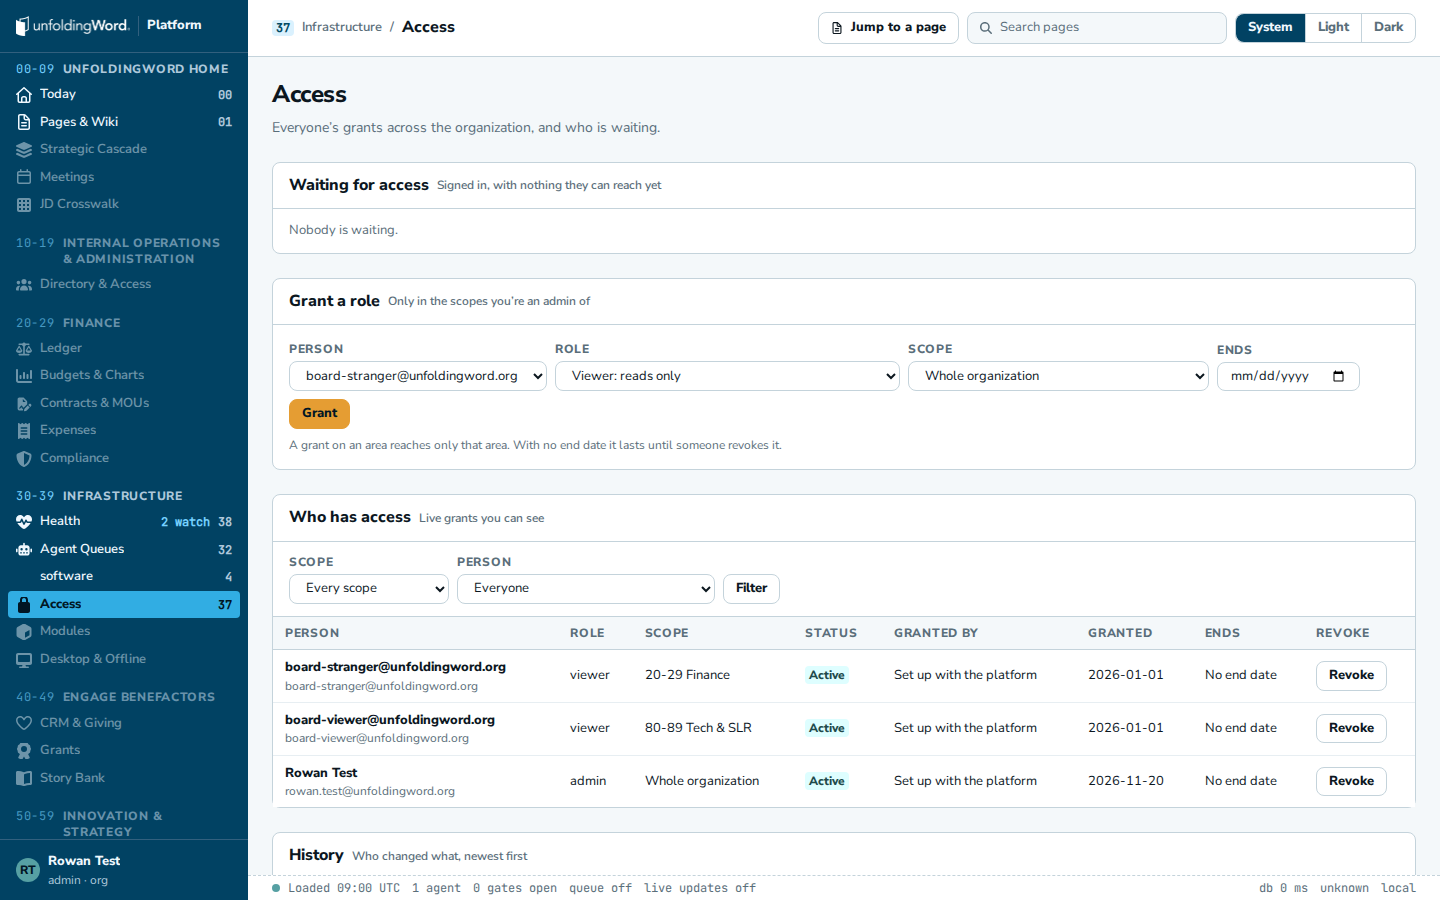 unfoldingWord. Platform
00-09 UNFOLDINGWORD HOME
Today 00
Pages & Wiki 01
Strategic Cascade
Meetings
JD Crosswalk
10-19 INTERNAL OPERATIONS
& ADMINISTRATION
Directory & Access
20-29 FINANCE
Ledger
Budgets & Charts
Contracts & MOUs
Expenses
Compliance
30-39 INFRASTRUCTURE
Health 2 watch 38
Agent Queues 32
software 4
Access 37
Modules
Desktop & Offline
40-49 ENGAGE BENEFACTORS
CRM & Giving
Grants
Story Bank
50-59 INNOVATION &
STRATEGY
RT Rowan Test
admin · org
37 Infrastructure / Access
Jump to a page
Search pages
System Light Dark
Access
Everyone's grants across the organization, and who is waiting.
Waiting for access Signed in, with nothing they can reach yet
Nobody is waiting.
Grant a role Only in the scopes you're an admin of
PERSON ROLE SCOPE ENDS
board-stranger@unfoldingword.org Viewer: reads only Whole organization mm/dd/yyyy
Grant
A grant on an area reaches only that area. With no end date it lasts until someone revokes it.
Who has access Live grants you can see
SCOPE PERSON
Every scope Everyone Filter
PERSON ROLE SCOPE STATUS GRANTED BY GRANTED ENDS REVOKE
board-stranger@unfoldingword.org viewer 20-29 Finance Active Set up with the platform 2026-01-01 No end date Revoke
board-stranger@unfoldingword.org
board-viewer@unfoldingword.org viewer 80-89 Tech & SLR Active Set up with the platform 2026-01-01 No end date Revoke
board-viewer@unfoldingword.org
Rowan Test admin Whole organization Active Set up with the platform 2026-11-20 No end date Revoke
rowan.test@unfoldingword.org
History Who changed what, newest first
Loaded 09:00 UTC 1 agent 0 gates open queue off live updates off db 0 ms unknown local